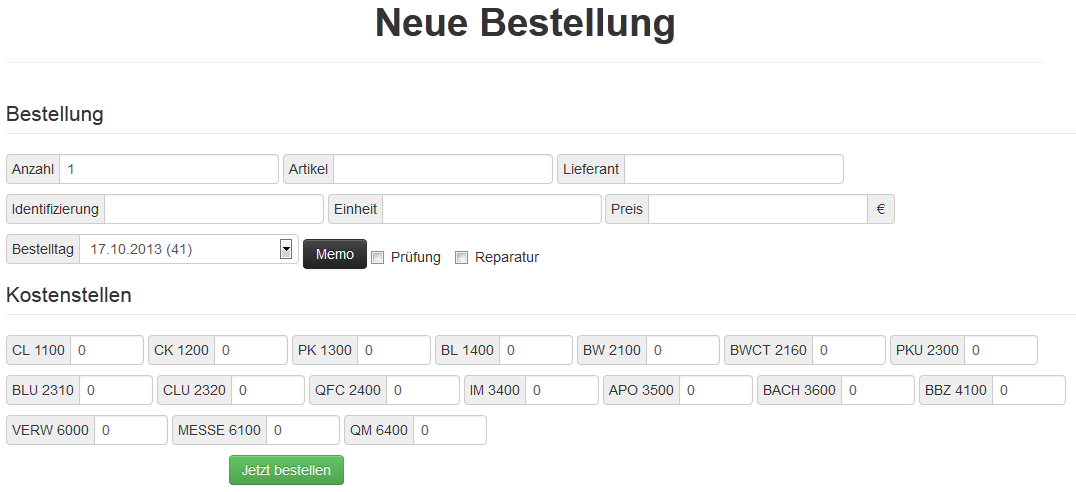 Neue Bestellung
Bestellung
Anzahl 1 Artikel Lieferant
Identifizierung Einheit Preis €
Bestelltag 17.10.2013 (41) Memo Prüfung Reparatur
Kostenstellen
CL 1100 0 CK 1200 0 PK 1300 0 BL 1400 0 BW 2100 0 BWCT 2160 0 PKU 2300 0
BLU 2310 0 CLU 2320 0 QFC 2400 0 IM 3400 0 APO 3500 0 BACH 3600 0 BBZ 4100 0
VERW 6000 0 MESSE 6100 0 QM 6400 0
Jetzt bestellen